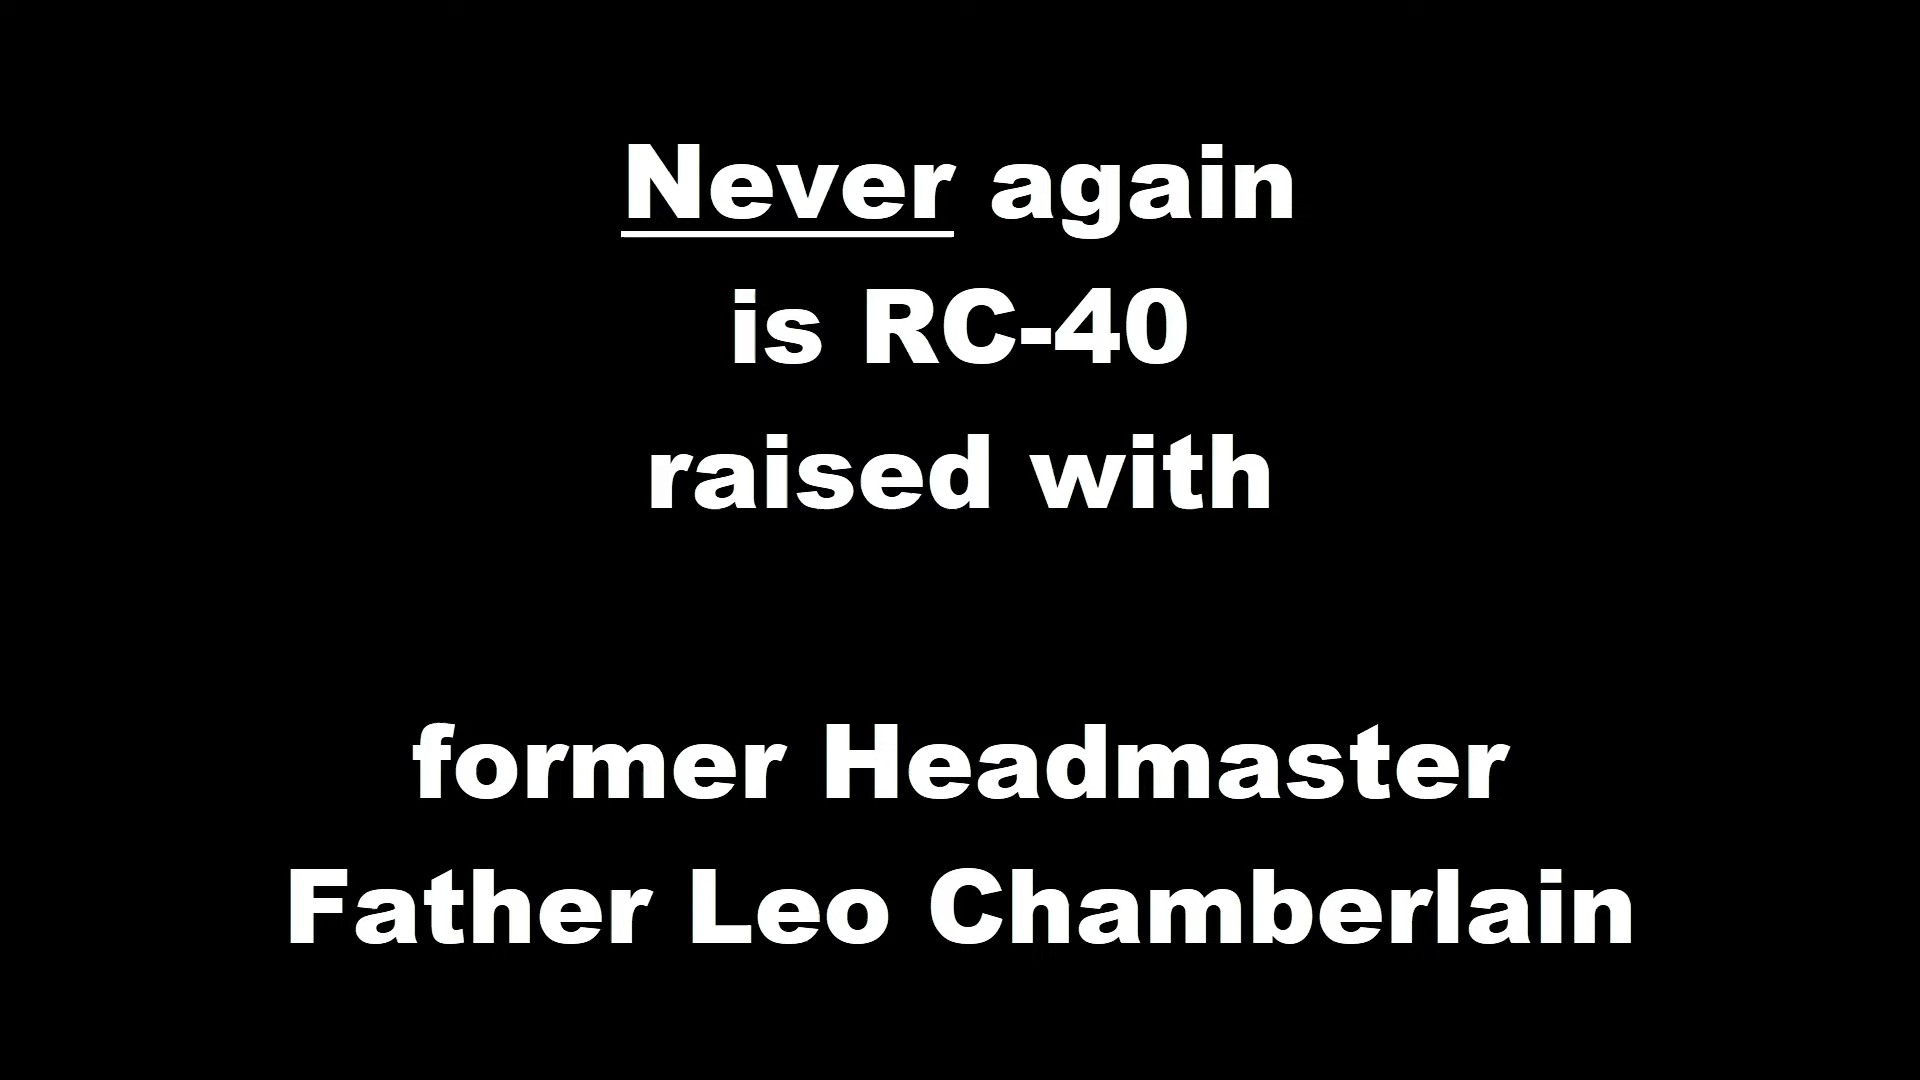 Never again
is RC-40
raised with
former Headmaster
Father Leo Chamberlain